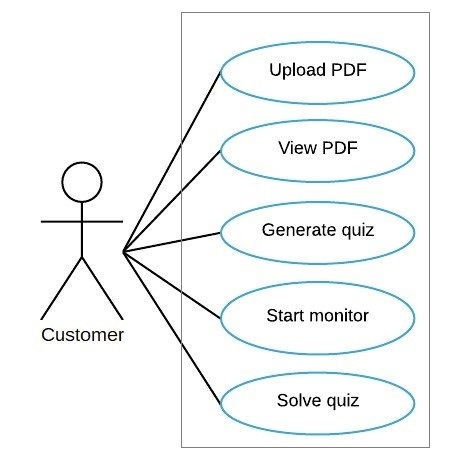 Upload PDF
View PDF
Generate quiz
Start monitor
Customer
Solve quiz